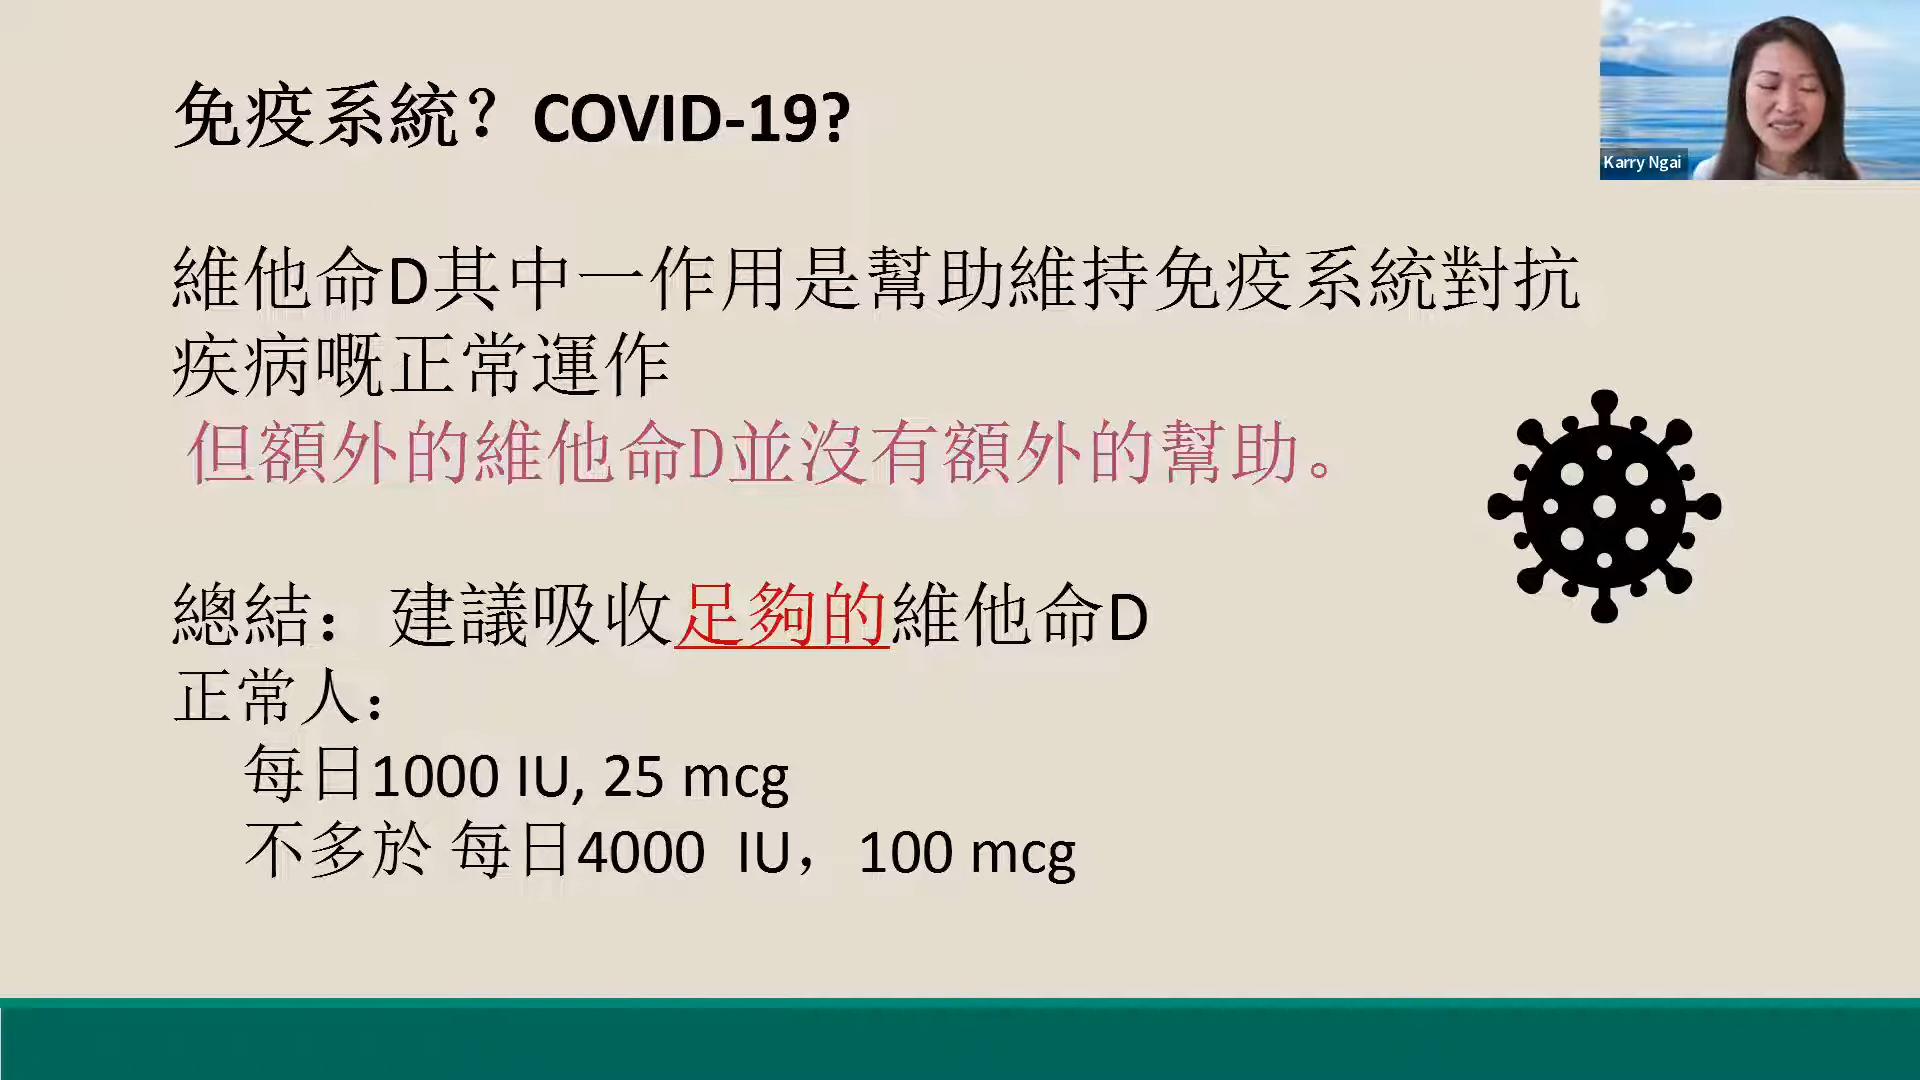 免疫系統？COVID-19?
Karry Ngai
維他命D其中一作用是幫助維持免疫系統對抗
疾病嘅正常運作
但額外的維他命D並沒有額外的幫助。
總結：建議吸收足夠的維他命D
正常人：
每日1000 IU, 25 mcg
不多於 每日4000 IU，100 mcg